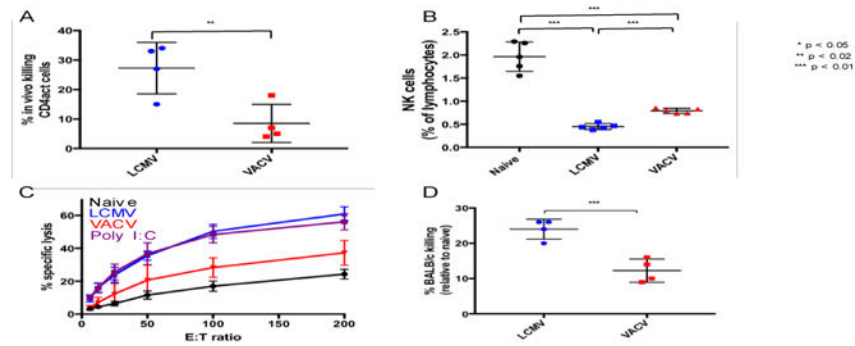 A
**
% in vivo killing
CD4act cells
40
30
20
10
0
LCMV
VACV
B
***
***
***
NK cells
(% of lymphocytes)
2.5
2.0
1.5
1.0
0.5
0.0
Naive
LCMV
VACV
* p < 0.05
** p < 0.02
*** p < 0.01
C
Naive
LCMV
VACV
Poly I:C
% specific lysis
60
40
20
0
50
100
150
200
E:T ratio
D
***
% BALB/c killing
(relative to naive)
30
20
10
0
LCMV
VACV